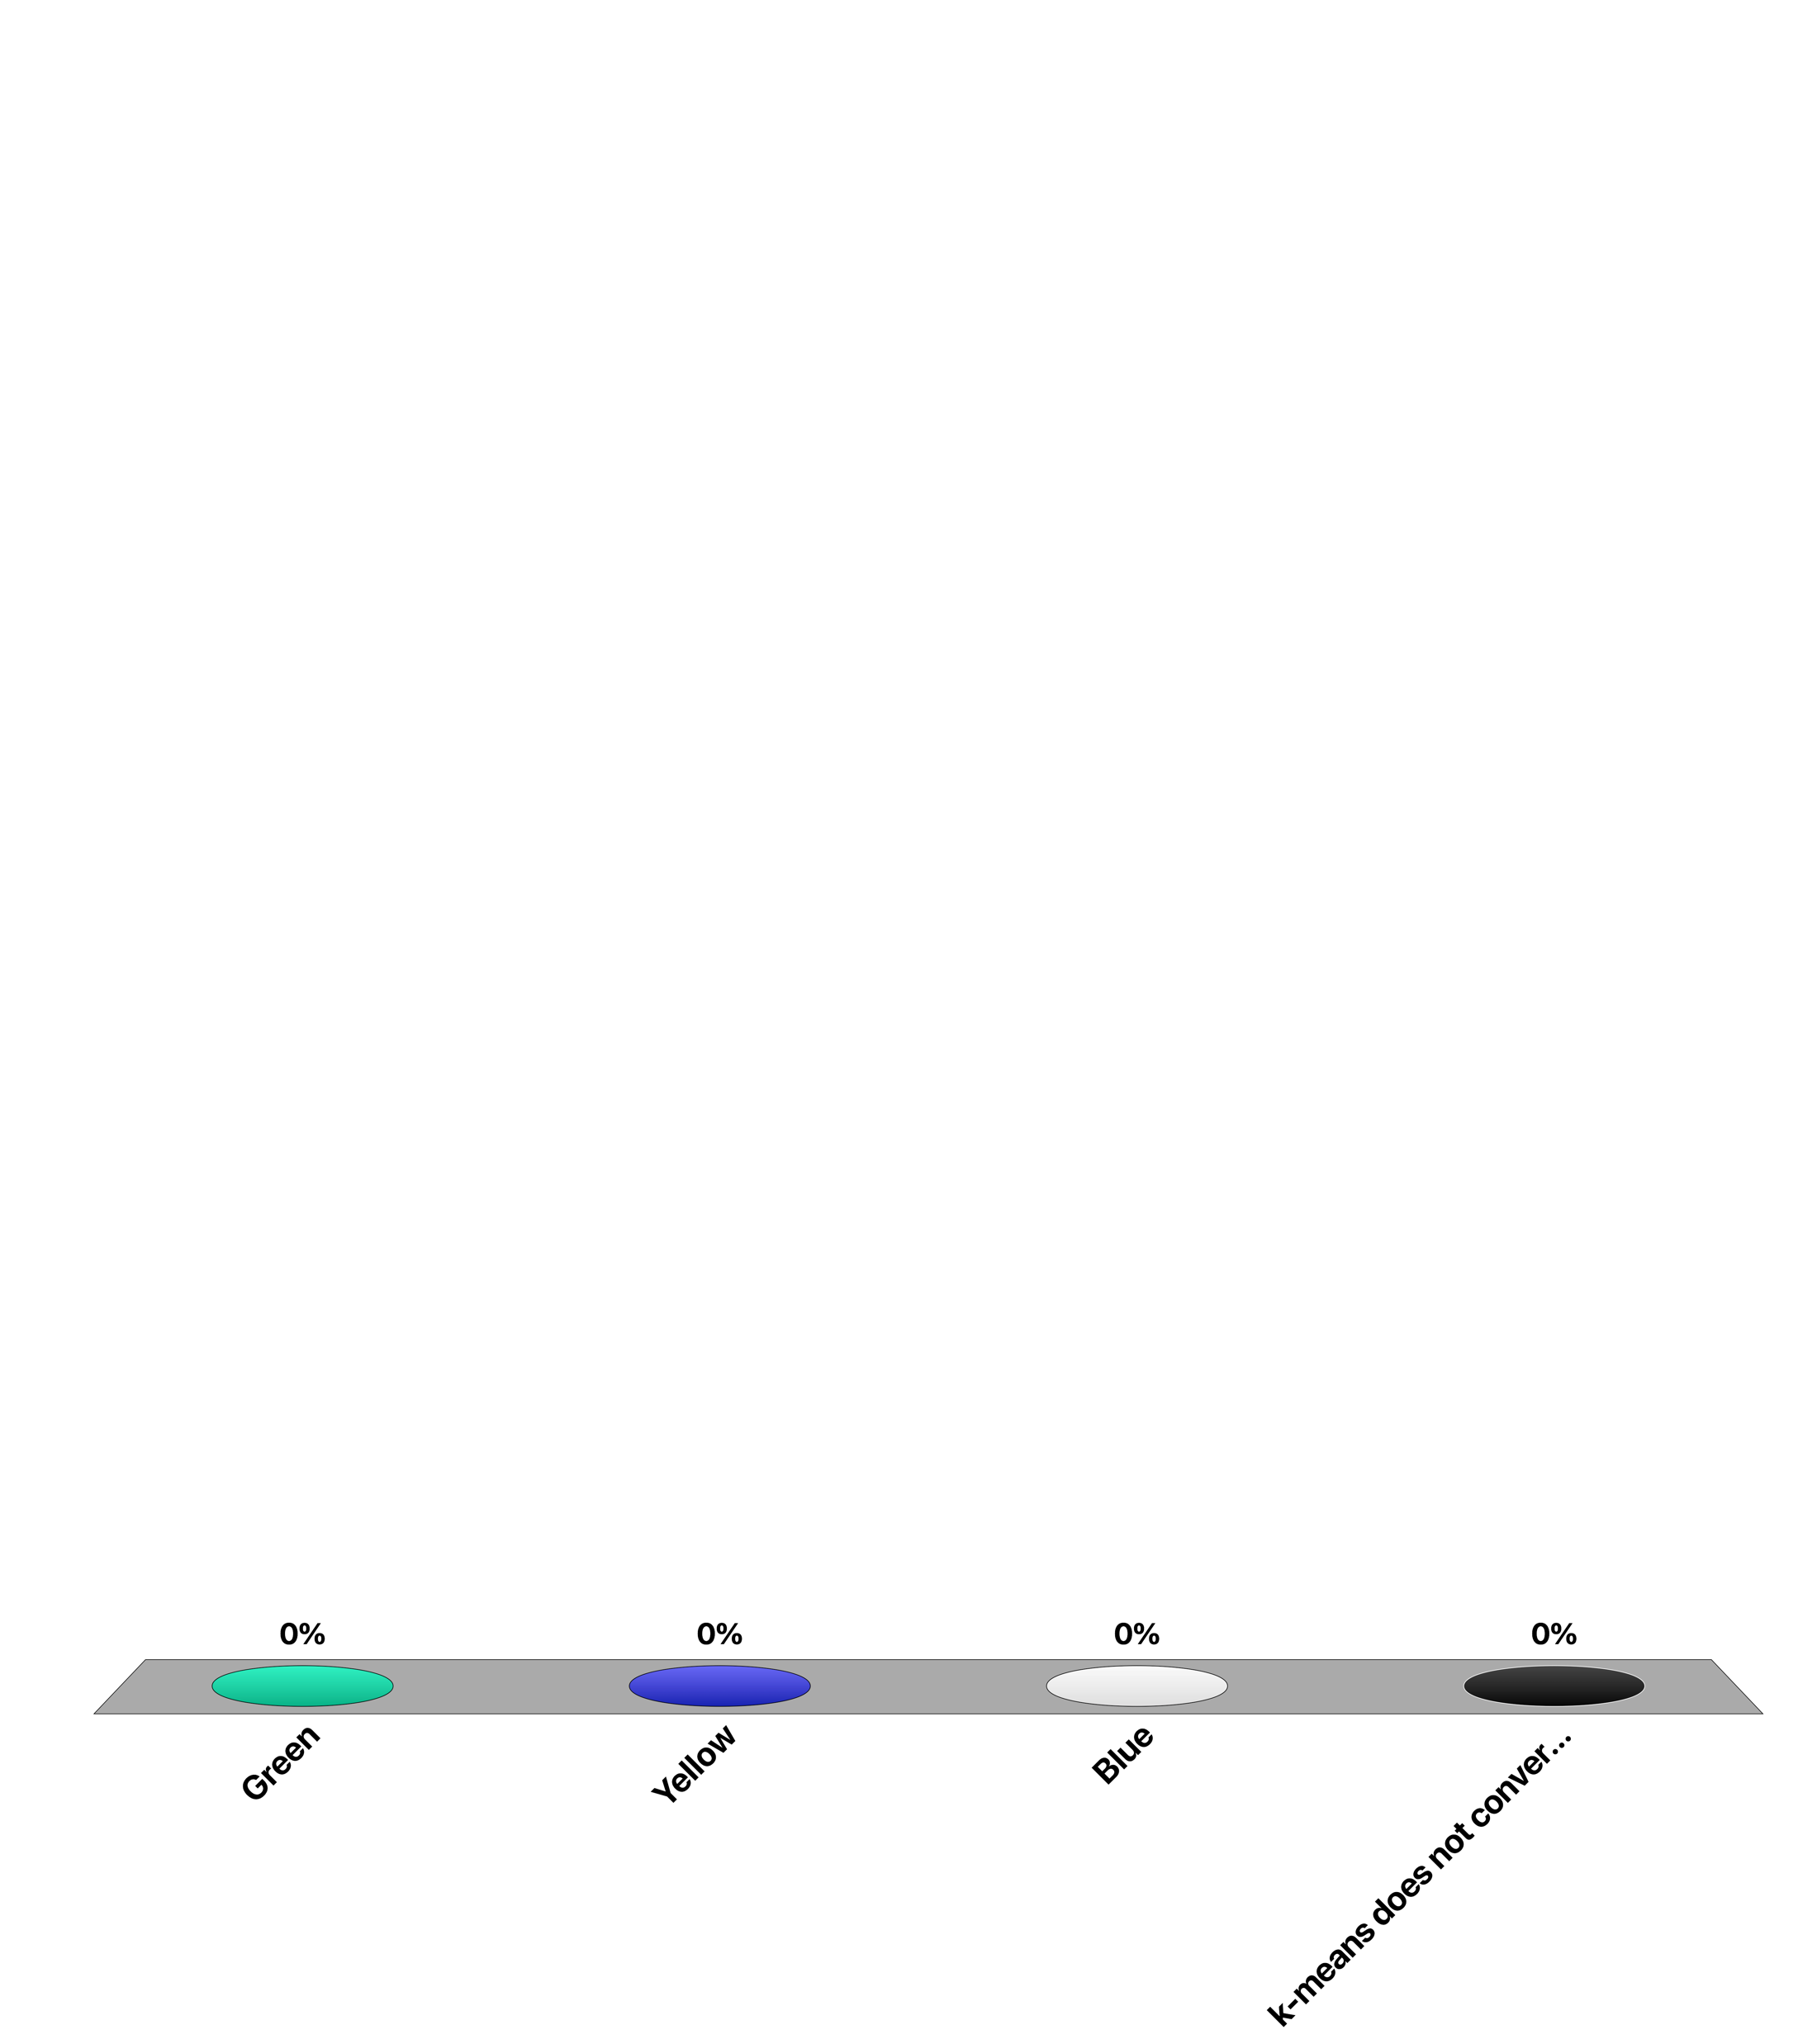 0%
0%
0%
0%
Green
Yellow
Blue
k-means does not conver...